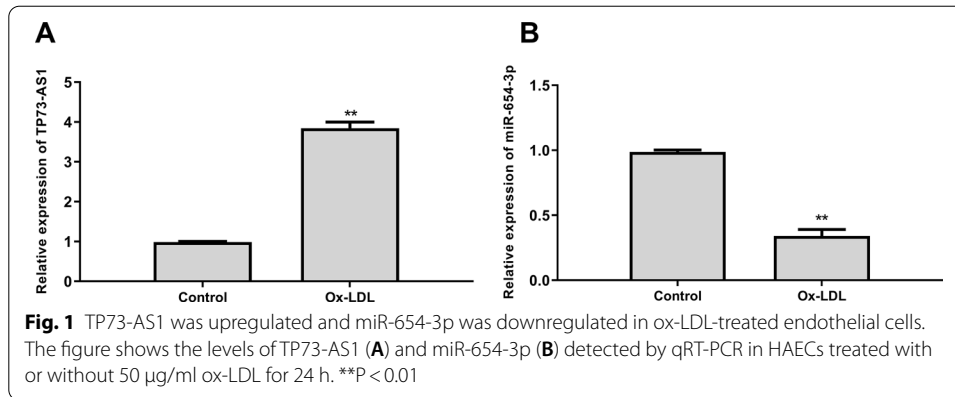 A
Relative expression of TP73-AS1
5
4
3
2
1
0
**
Control
Ox-LDL
B
Relative expression of miR-654-3p
1.5
1.0
0.5
0.0
**
Control
Ox-LDL
Fig. 1 TP73-AS1 was upregulated and miR-654-3p was downregulated in ox-LDL-treated endothelial cells.
The figure shows the levels of TP73-AS1 (A) and miR-654-3p (B) detected by qRT-PCR in HAECs treated with
or without 50 μg/ml ox-LDL for 24 h. **P < 0.01